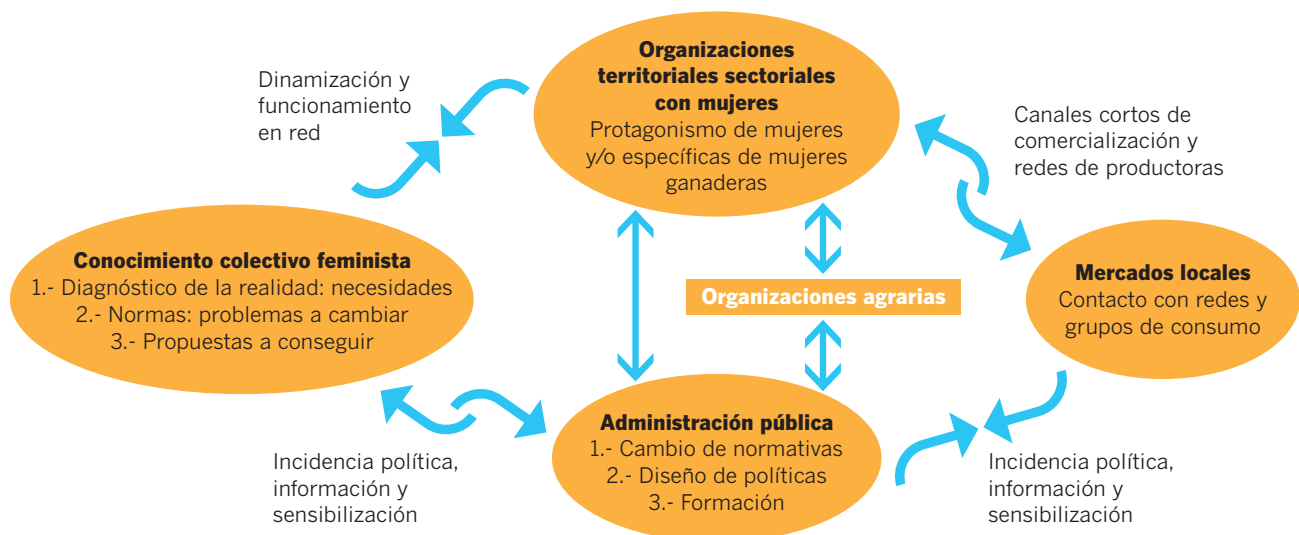 Organizaciones
territoriales sectoriales
con mujeres
Protagonismo de mujeres
y/o específicas de mujeres
ganaderas
Dinamización y
funcionamiento
en red
Canales cortos de
comercialización y
redes de productoras
Conocimiento colectivo feminista
1.- Diagnóstico de la realidad: necesidades
2.- Normas: problemas a cambiar
3.- Propuestas a conseguir
Organizaciones agrarias
Mercados locales
Contacto con redes y
grupos de consumo
Administración pública
1.- Cambio de normativas
2.- Diseño de políticas
3.- Formación
Incidencia política,
información y
sensibilización
Incidencia política,
información y
sensibilización